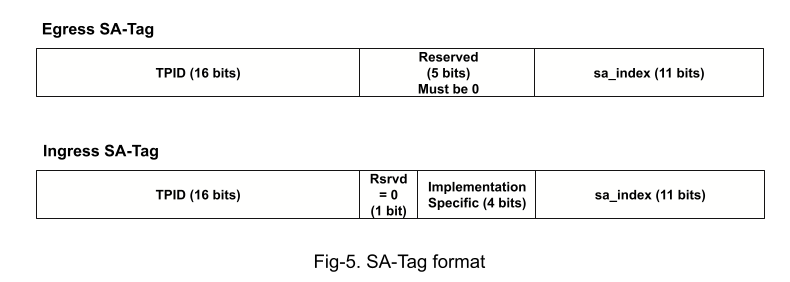 Egress SA-Tag
TPID (16 bits)
Reserved
(5 bits)
Must be 0
sa_index (11 bits)
Ingress SA-Tag
TPID (16 bits)
Rsrvd
= 0
(1 bit)
Implementation
Specific (4 bits)
sa_index (11 bits)
Fig-5. SA-Tag format